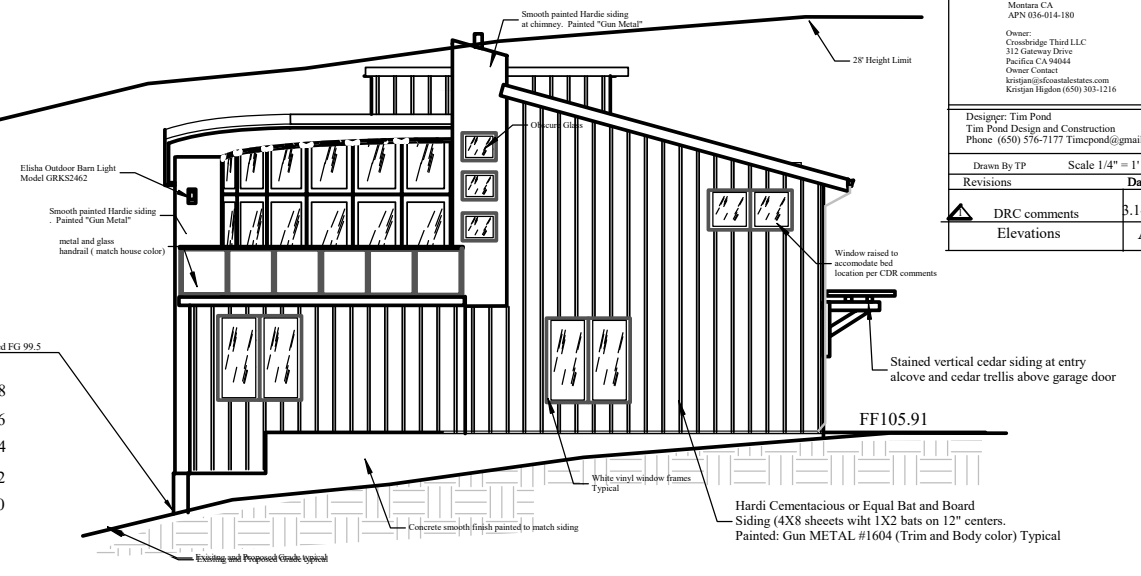 Montara CA
APN 036-014-180
Owner:
Crossbridge Third LLC
312 Gateway Drive
Pacifica CA 94044
Owner Contact
kristjan@sfcoastalestates.com
Kristjan Higdon (650) 303-1216
Designer: Tim Pond
Tim Pond Design and Construction
Phone (650) 576-7177 Timcpond@gmail
Drawn By TP Scale 1/4" = 1'
Revisions Da
1 DRC comments 3.1
Elevations
Smooth painted Hardie siding
at chimney. Painted "Gun Metal"
28' Height Limit
Obscure Glass
Elisha Outdoor Barn Light
Model GRKS2462
Smooth painted Hardie siding
. Painted "Gun Metal"
metal and glass
handrail ( match house color)
Window raised to
accomodate bed
location per CDR comments
d FG 99.5
8
6
4
2
0
Stained vertical cedar siding at entry
alcove and cedar trellis above garage door
FF105.91
White vinyl window frames
Typical
Concrete smooth finish painted to match siding
Hardi Cementacious or Equal Bat and Board
Siding (4X8 sheeets wiht 1X2 bats on 12" centers.
Painted: Gun METAL #1604 (Trim and Body color) Typical
Existing and Proposed Grade typical